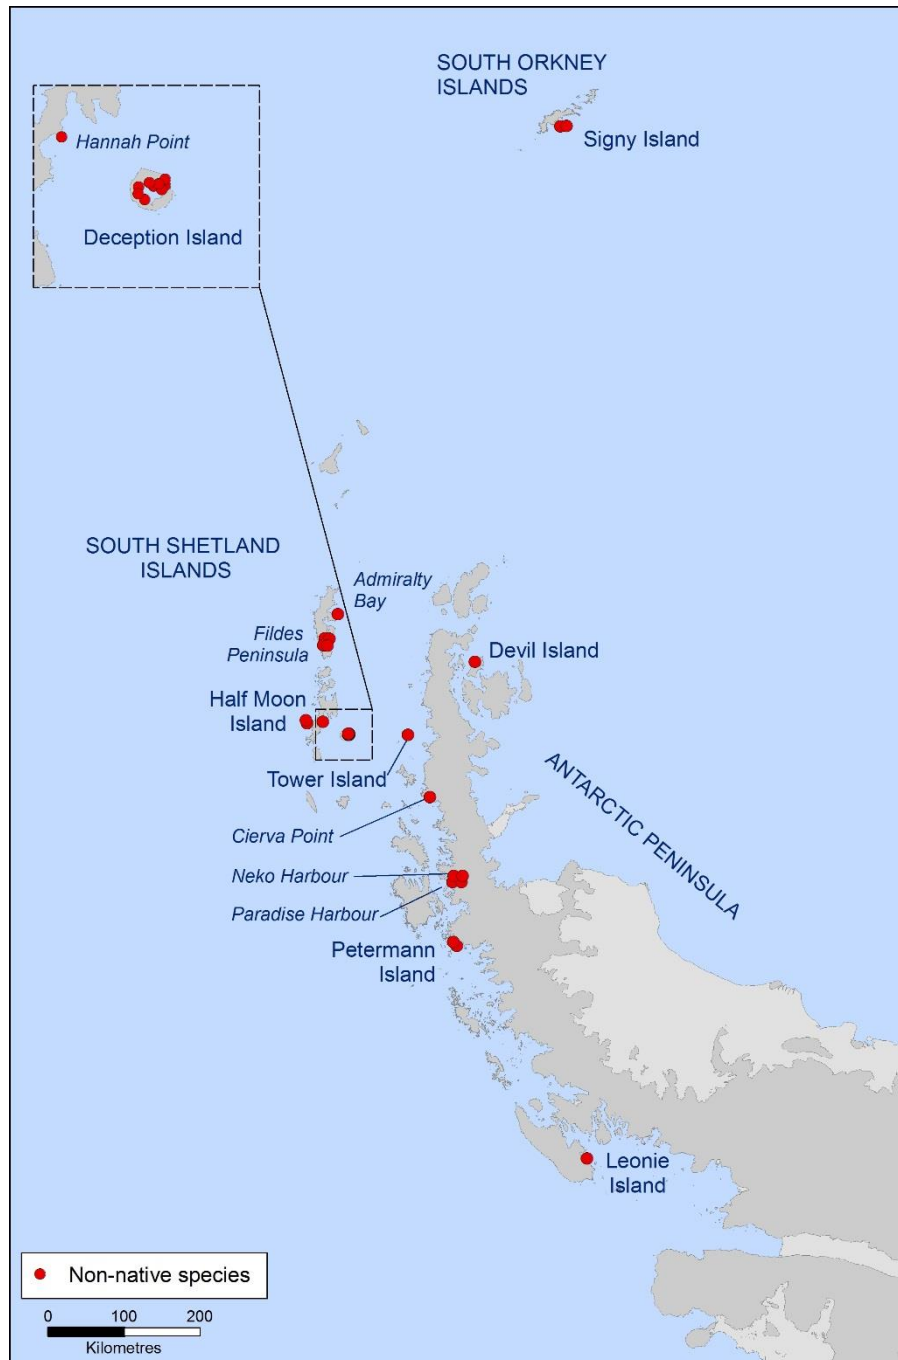 SOUTH ORKNEY
ISLANDS
Signy Island
Hannah Point
Deception Island
SOUTH SHETLAND
ISLANDS
Admiralty
Bay
Fildes
Peninsula
Devil Island
Half Moon
Island
Tower Island
ANTARCTIC PENINSULA
Cierva Point
Neko Harbour
Paradise Harbour
Petermann
Island
Leonie
Island
Non-native species
0 100 200
Kilometres